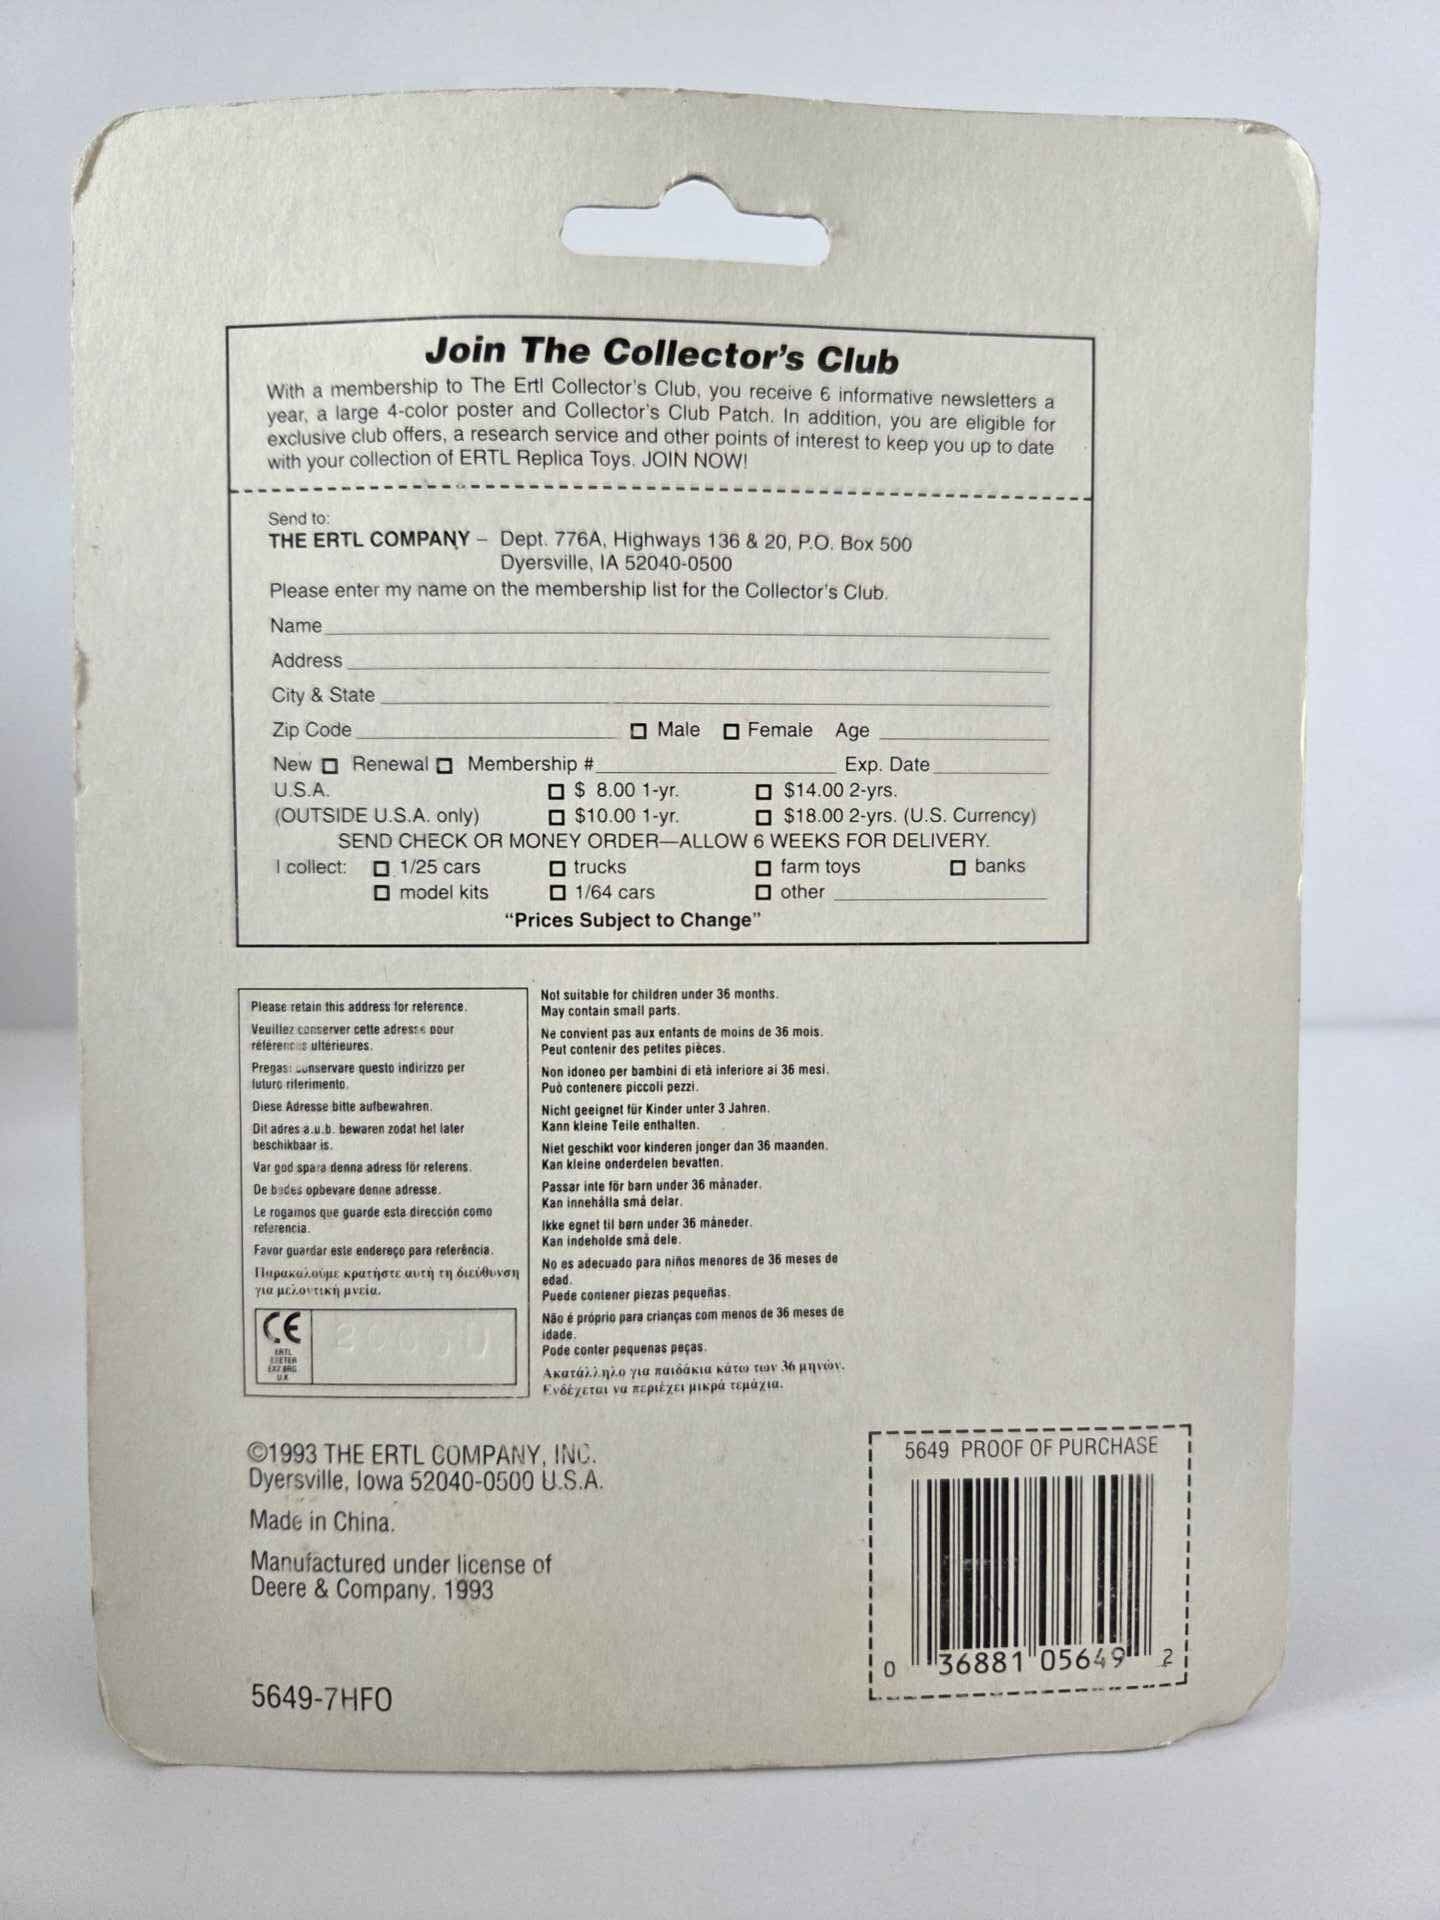 Join The Collector's Club
With a membership to The Ertl Collector's Club, you receive 6 informative newsletters a
year, a large 4-color poster and Collector's Club Patch. In addition, you are eligible for
exclusive club offers, a research service and other points of interest to keep you up to date
with your collection of ERTL Replica Toys. JOIN NOW!
Send to:
THE ERTL COMPANY – Dept. 776A, Highways 136 & 20, P.O. Box 500
Dyersville, IA 52040-0500
Please enter my name on the membership list for the Collector's Club.
Name
Address
City & State
Zip Code Male Female Age
New Renewal Membership # Exp. Date
U.S.A. $ 8.00 1-yr. $14.00 2-yrs.
(OUTSIDE U.S.A. only) $10.00 1-yr. $18.00 2-yrs. (U.S. Currency)
SEND CHECK OR MONEY ORDER—ALLOW 6 WEEKS FOR DELIVERY.
I collect: 1/25 cars trucks farm toys banks
model kits 1/64 cars other
"Prices Subject to Change"
Please retain this address for reference.
Veuillez conserver cette adresse pour
références ultérieures.
Pregasi conservare questo indirizzo per
futuro riferimento.
Diese Adresse bitte aufbewahren.
Dit adres a.u.b. bewaren zodat het later
beschikbaar is.
Var god spara denna adress för referens.
De bedes opbevare denne adresse.
Le rogamos que guarde esta dirección como
referencia.
Favor guardar este endereço para referência.
Παρακαλούμε κρατήστε αυτή τη διεύθυνση
για μελοντική μνεία.
CE
ERTL
EXETER
EX2 8RG
U.K.
Not suitable for children under 36 months.
May contain small parts.
Ne convient pas aux enfants de moins de 36 mois.
Peut contenir des petites pièces.
Non idoneo per bambini di età inferiore ai 36 mesi.
Può contenere piccoli pezzi.
Nicht geeignet für Kinder unter 3 Jahren.
Kann kleine Teile enthalten.
Niet geschikt voor kinderen jonger dan 36 maanden.
Kan kleine onderdelen bevatten.
Passar inte för barn under 36 månader.
Kan innehålla små delar.
Ikke egnet til børn under 36 måneder.
Kan indeholde små dele.
No es adecuado para niños menores de 36 meses de
edad.
Puede contener piezas pequeñas.
Não é próprio para crianças com menos de 36 meses de
idade.
Pode conter pequenas peças.
Ακατάλληλο για παιδάκια κάτω των 36 μηνών.
Ενδέχεται να περιέχει μικρά τεμάχια.
©1993 THE ERTL COMPANY, INC.
Dyersville, Iowa 52040-0500 U.S.A.
Made in China.
Manufactured under license of
Deere & Company. 1993
5649-7HFO
5649 PROOF OF PURCHASE
0 36881 05649 2